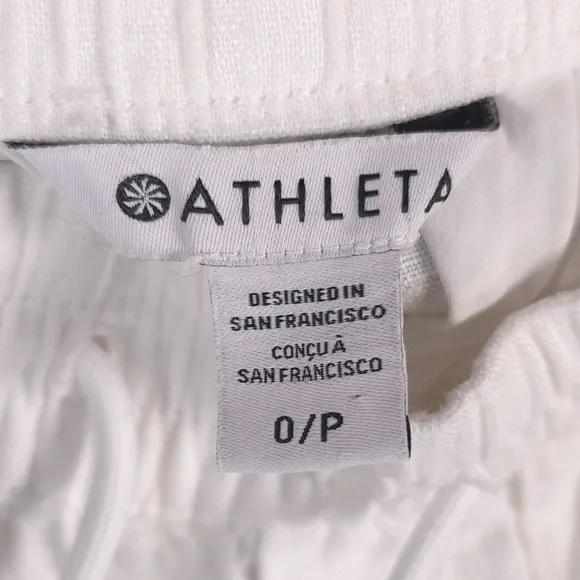 ATHLETA
DESIGNED IN
SAN FRANCISCO
CONÇU À
SAN FRANCISCO
0/P